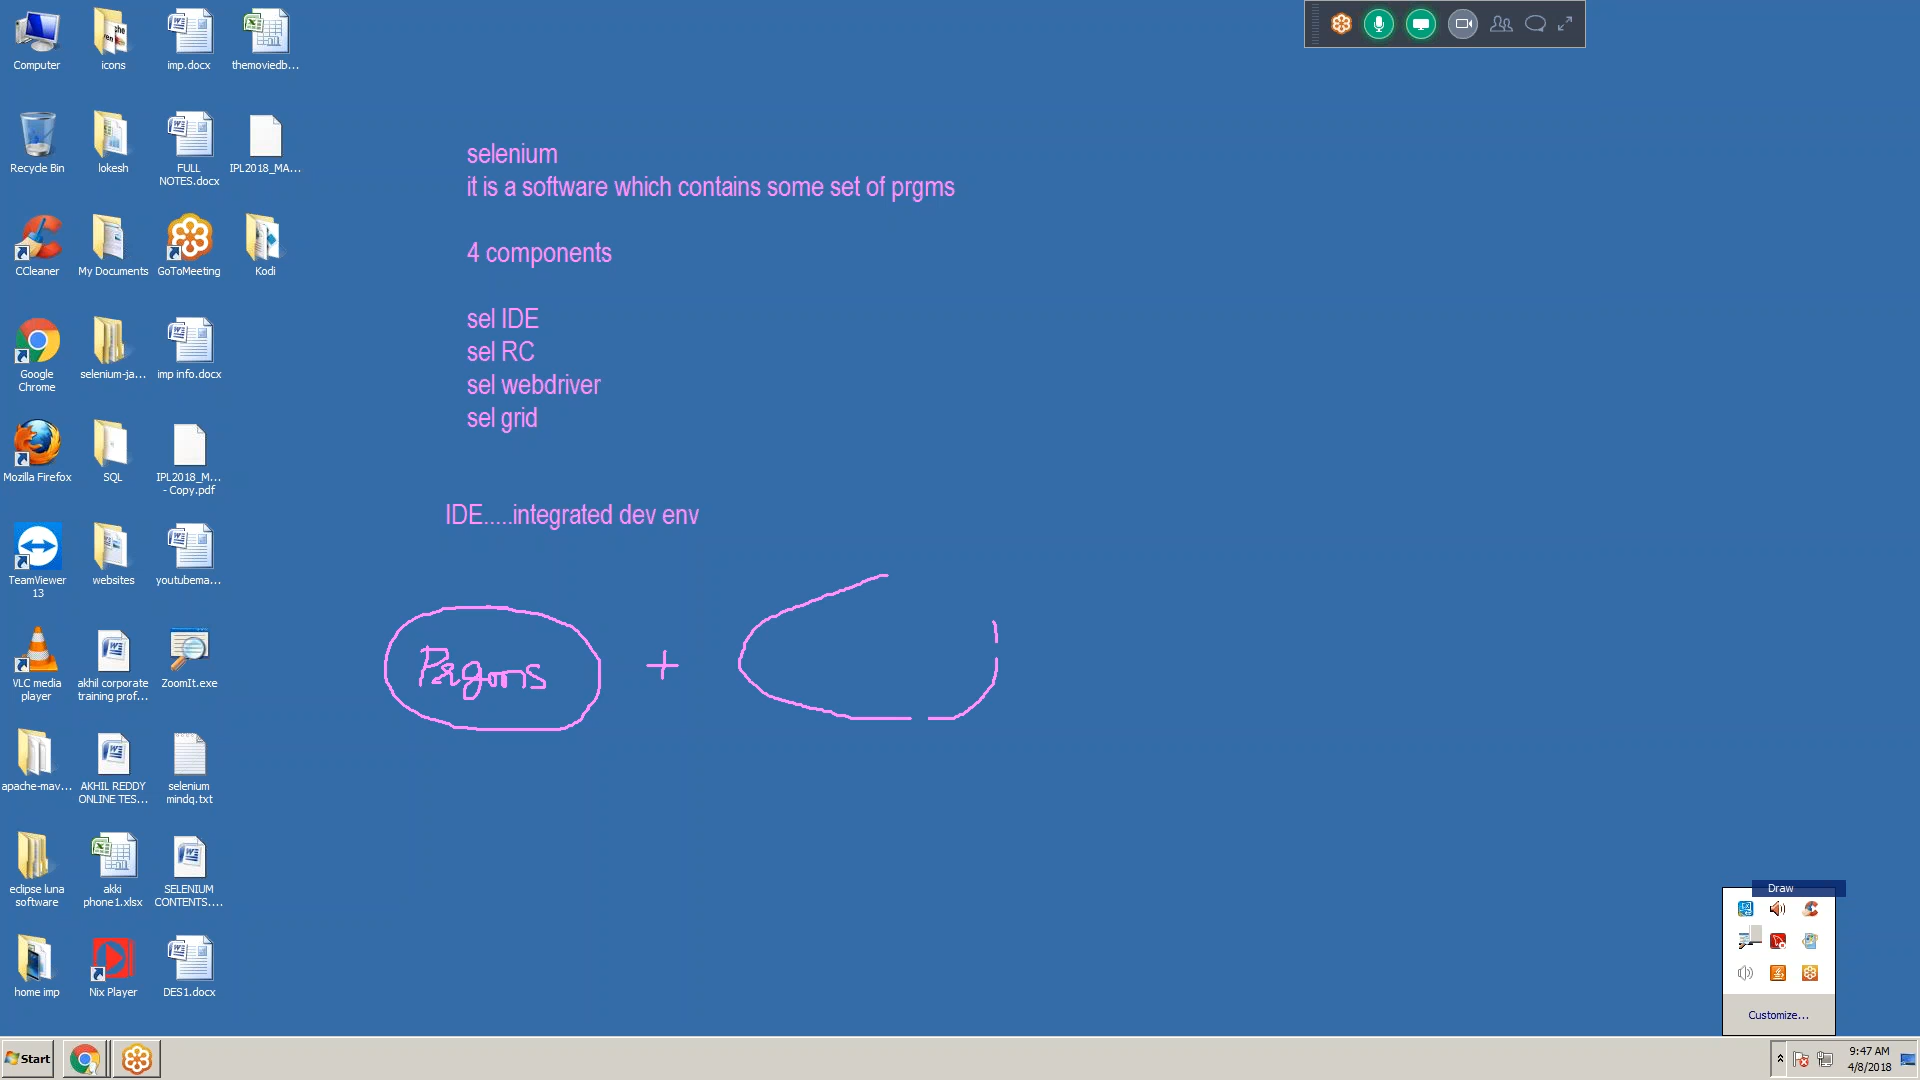 Computer
icons
imp.docx
themoviedb...
Recycle Bin
lokesh
FULL
NOTES.docx
IPL2018_MA...
CCleaner
My Documents
GoToMeeting
Kodi
Google
Chrome
selenium-ja...
imp info.docx
Mozilla Firefox
SQL
IPL2018_M...
- Copy.pdf
TeamViewer
13
websites
youtubema...
VLC media
player
akhil corporate
training prof...
ZoomIt.exe
apache-mav...
AKHIL REDDY
ONLINE TES...
selenium
mindq.txt
eclipse luna
software
akki
phone1.xlsx
SELENIUM
CONTENTS....
home imp
Nix Player
DES1.docx
selenium
it is a software which contains some set of prgms
4 components
sel IDE
sel RC
sel webdriver
sel grid
IDE.....integrated dev env
Prgms +
Draw
Customize...
Start
9:47 AM
4/8/2018